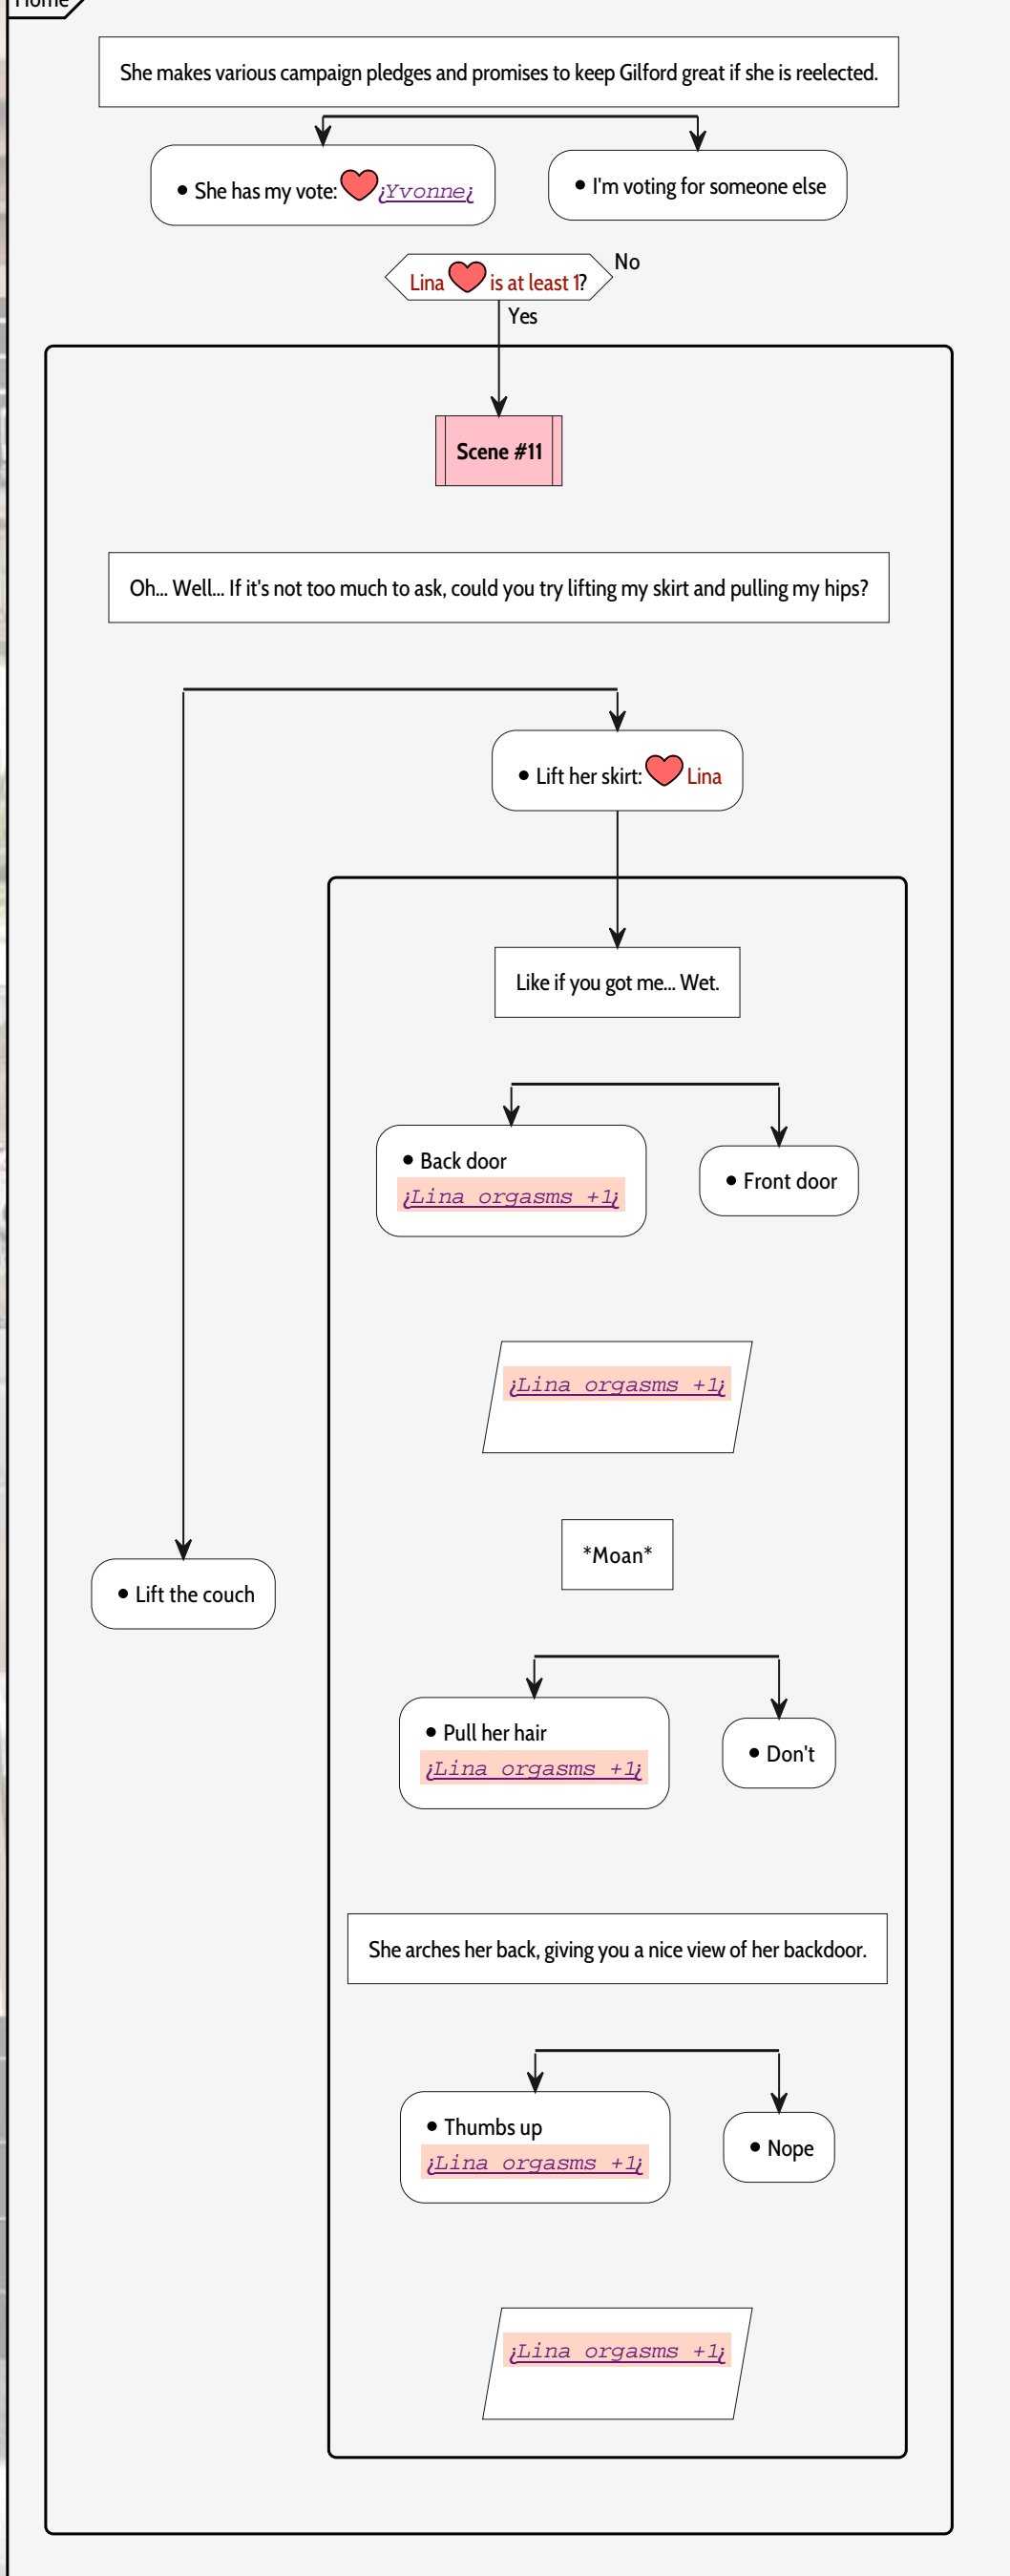 Home
She makes various campaign pledges and promises to keep Gilford great if she is reelected.
• She has my vote: ❤¿Yvonne¿
• I'm voting for someone else
Lina ❤ is at least 1?
No
Yes
Scene #11
Oh... Well... If it's not too much to ask, could you try lifting my skirt and pulling my hips?
• Lift her skirt: ❤ Lina
Like if you got me... Wet.
• Back door
¿Lina orgasms +1¿
• Front door
¿Lina orgasms +1¿
*Moan*
• Lift the couch
• Pull her hair
¿Lina orgasms +1¿
• Don't
She arches her back, giving you a nice view of her backdoor.
• Thumbs up
¿Lina orgasms +1¿
• Nope
¿Lina orgasms +1¿